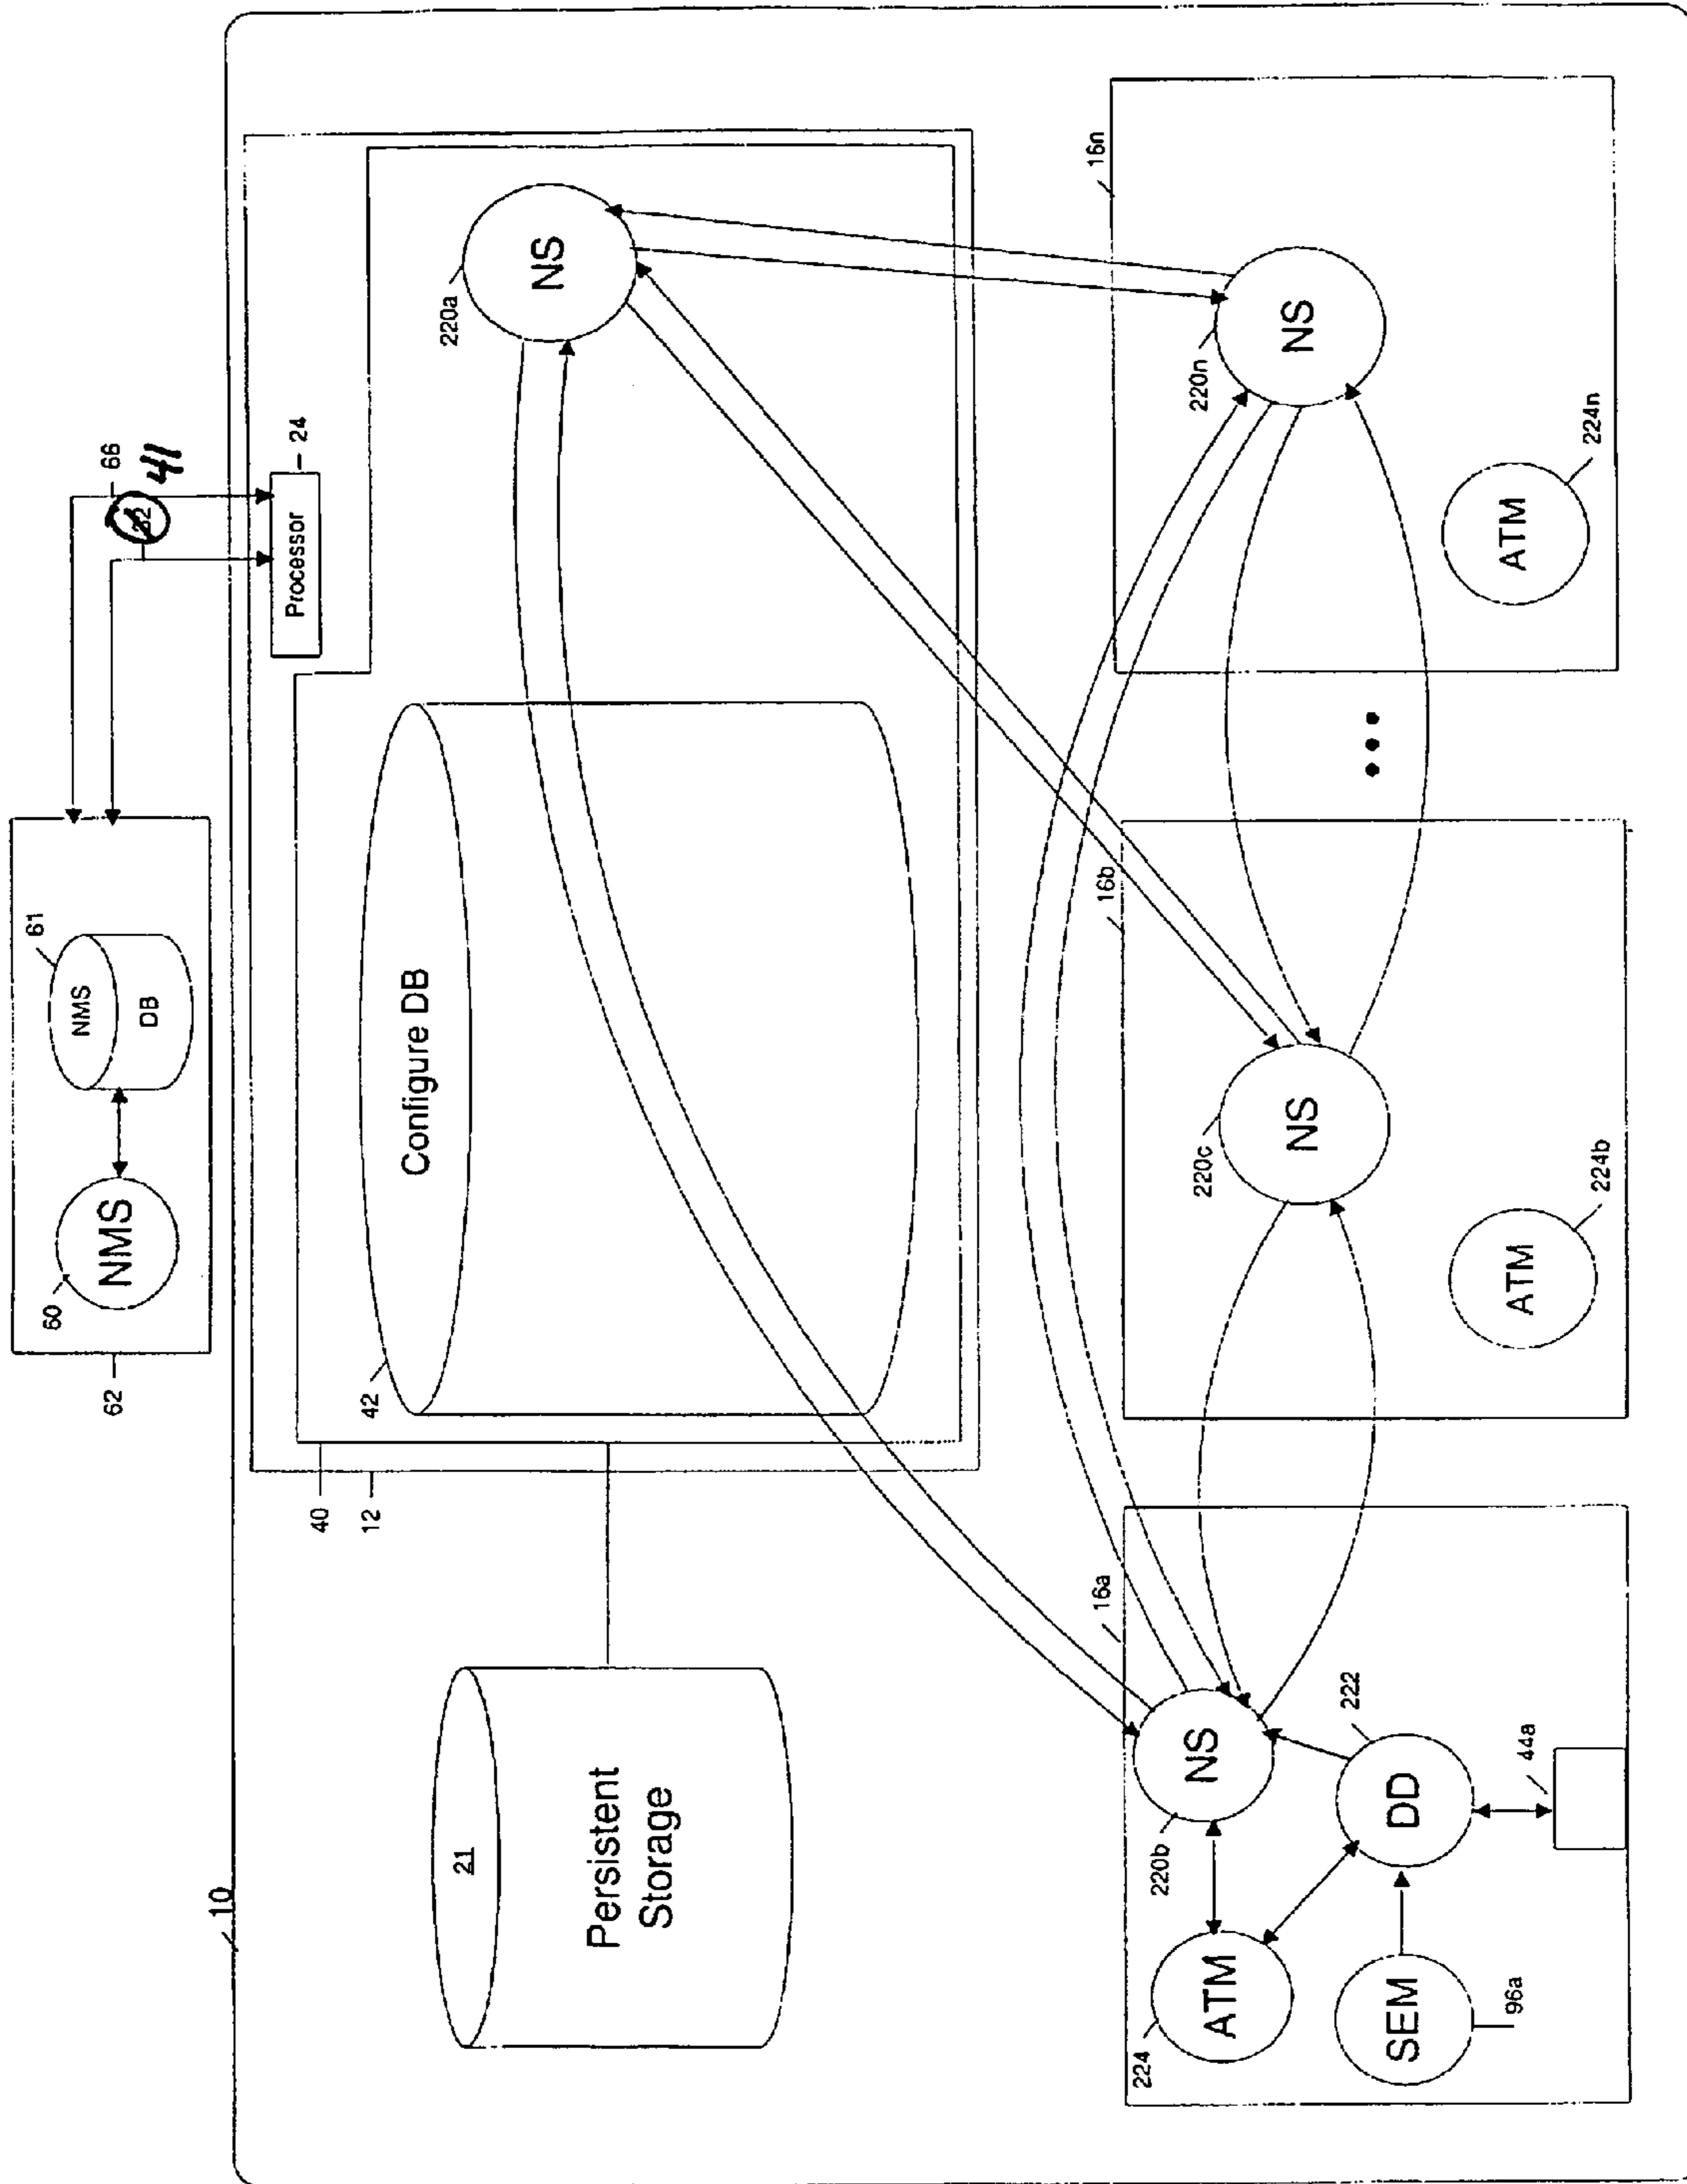 62
60
NMS
61
NMS
DB
66
41
10
21
Persistent
Storage
40
12
42
Configure DB
Processor
24
220a
NS
16a
224
ATM
220b
NS
SEM
96a
DD
222
44a
16b
220c
NS
ATM
224b
16n
220n
NS
ATM
224n